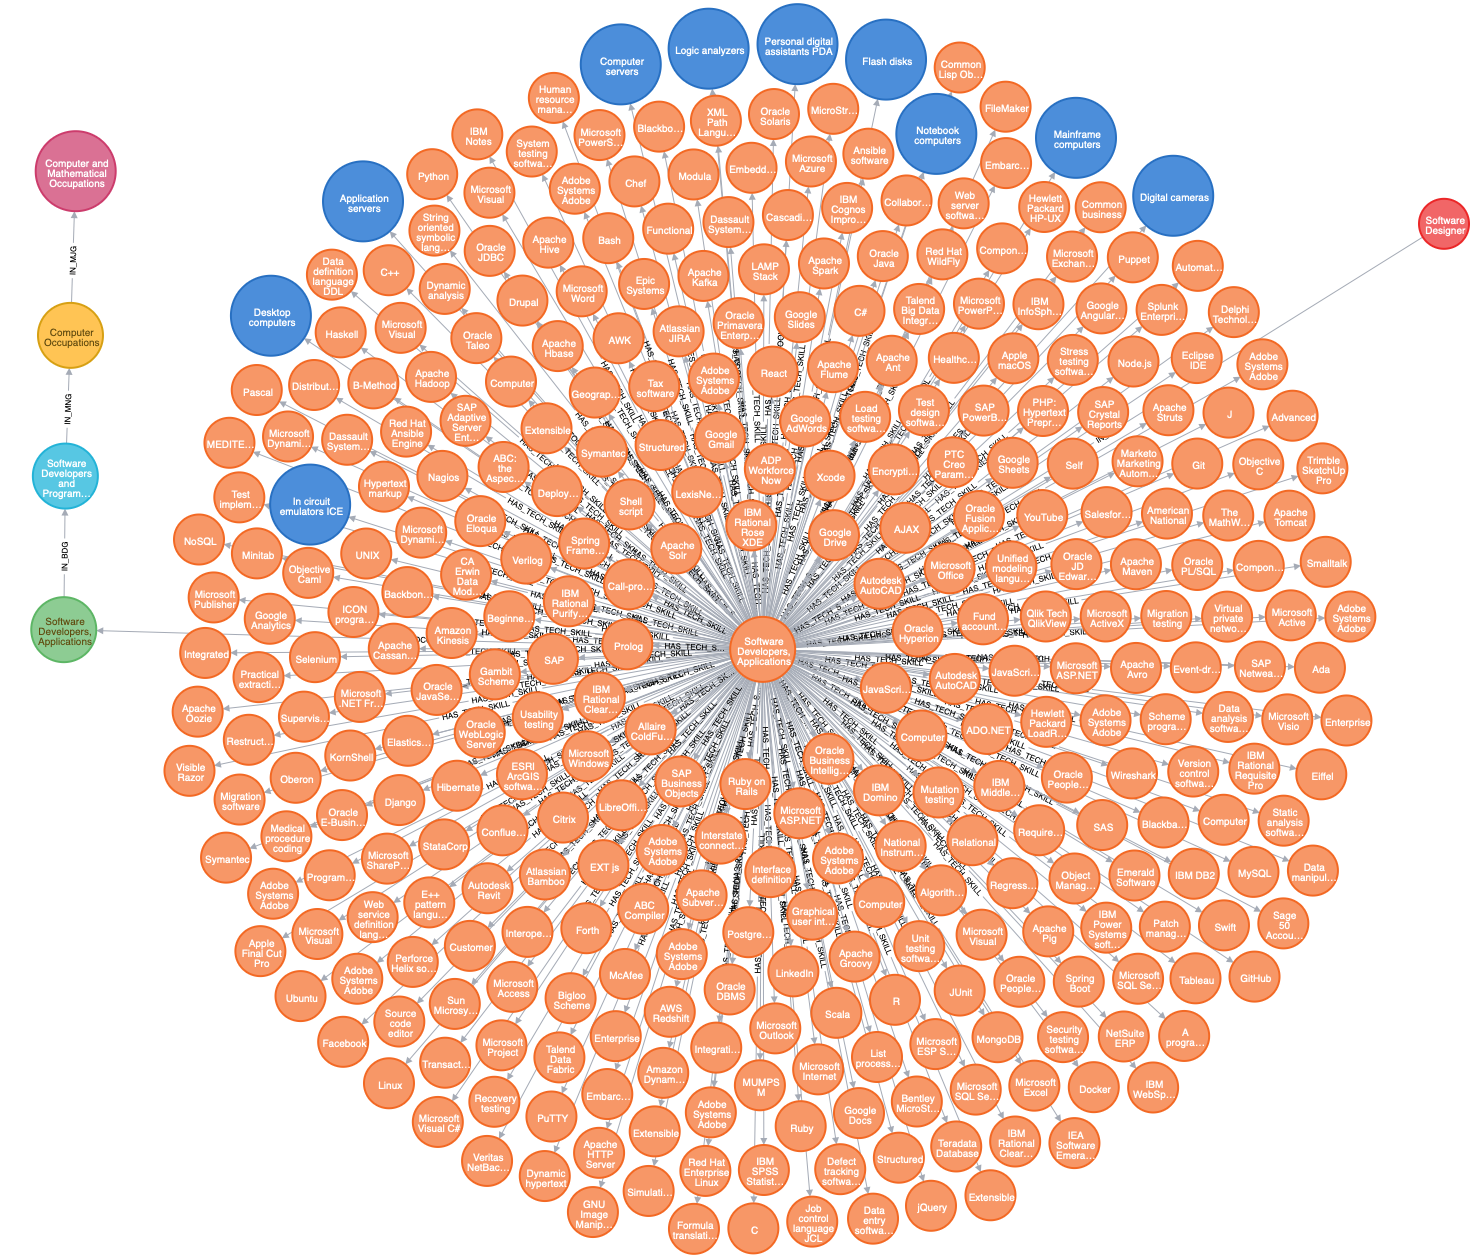 Computer and
Mathematical
Occupations
IN_MJG
Computer
Occupations
IN_MNG
Software
Developers
and
Program...
IN_BDG
Software
Developers,
Applications
Software
Designer
Computer
servers
Logic analyzers
Personal digital
assistants PDA
Flash disks
Notebook
computers
Mainframe
computers
Digital cameras
Application
servers
Desktop
computers
In circuit
emulators ICE
Software
Developers,
Applications
HAS_TECH_SKILL
Common
Lisp Ob...
Human
resource
mana...
FileMaker
MicroStr...
Oracle
Solaris
XML
Path
Langu...
Blackbo...
Microsoft
PowerS...
IBM
Notes
System
testing
softwa...
Ansible
software
Microsoft
Azure
Embedd...
Modula
Chef
Adobe
Systems
Adobe
Microsoft
Visual
Python
Embarc...
Web
server
softwa...
Collabor...
IBM
Cognos
Impro...
Cascadi...
Dassault
System...
Functional
Bash
Apache
Hive
Oracle
JDBC
String
oriented
symbolic
lang...
Hewlett
Packard
HP-UX
Common
business
Compon...
Red Hat
WildFly
Oracle
Java
Apache
Spark
LAMP
Stack
Apache
Kafka
Epic
Systems
Microsoft
Word
Drupal
Dynamic
analysis
C++
Data
definition
language
DDL
Microsoft
Exchan...
Puppet
Automat...
Google
Angular...
Splunk
Enterpri...
Delphi
Technol...
IBM
InfoSph...
Microsoft
PowerP...
Talend
Big Data
Integr...
C#
Google
Slides
Oracle
Primavera
Enterp...
Atlassian
JIRA
AWK
Apache
Hbase
Oracle
Taleo
Microsoft
Visual
Haskell
Adobe
Systems
Adobe
Eclipse
IDE
Node.js
Stress
testing
softwa...
Apple
macOS
Healthc...
Apache
Ant
Apache
Flume
React
Adobe
Systems
Adobe
Tax
software
Geograp...
Computer
Apache
Hadoop
B-Method
Distribut...
Pascal
Advanced
J
Apache
Struts
SAP
Crystal
Reports
PHP:
Hypertext
Prepr...
SAP
PowerB...
Test
design
softwa...
Load
testing
softwa...
Google
AdWords
Google
Gmail
Structured
Symantec
Extensible
SAP
Adaptive
Server
Ent...
Red Hat
Ansible
Engine
Dassault
System...
Microsoft
Dynami...
MEDITE...
Trimble
SketchUp
Pro
Objective
C
Git
Marketo
Marketing
Autom...
Self
Google
Sheets
PTC
Creo
Param...
Encrypti...
Xcode
ADP
Workforce
Now
LexisNe...
Shell
script
Deploy...
ABC:
the
Aspec...
Nagios
Hypertext
markup
Test
implem...
Apache
Tomcat
The
MathW...
American
National
Salesfor...
YouTube
Oracle
Fusion
Applic...
AJAX
Google
Drive
IBM
Rational
Rose
XDE
Apache
Solr
Spring
Frame...
Oracle
Eloqua
Microsoft
Dynami...
UNIX
Minitab
NoSQL
Smalltalk
Compon...
Oracle
PL/SQL
Apache
Maven
Oracle
JD
Edwar...
Unified
modeling
langu...
Microsoft
Office
Autodesk
AutoCAD
Call-pro...
Verilog
CA
Erwin
Data
Mod...
Objective
Caml
Microsoft
Publisher
Adobe
Systems
Adobe
Microsoft
Active
Virtual
private
netwo...
Migration
testing
Microsoft
ActiveX
Qlik Tech
QlikView
Fund
account...
Oracle
Hyperion
IBM
Rational
Purify...
Beginne...
Backbon...
ICON
progra...
Google
Analytics
Integrated
Ada
SAP
Netwea...
Event-dr...
Apache
Avro
Microsoft
ASP.NET
JavaScri...
Autodesk
AutoCAD
JavaScri...
Prolog
SAP
Amazon
Kinesis
Apache
Cassan...
Selenium
Practical
extracti...
Gambit
Scheme
Oracle
JavaSe...
Microsoft
.NET Fr...
Supervis...
Apache
Oozie
Enterprise
Microsoft
Visio
Data
analysis
softwa...
Scheme
progra...
Adobe
Systems
Adobe
Hewlett
Packard
LoadR...
ADO.NET
Computer
IBM
Rational
Clear...
Allaire
ColdFu...
Usability
testing
Oracle
WebLogic
Server
Elastics...
KornShell
Restruct...
Visible
Razor
Eiffel
IBM
Rational
Requisite
Pro
Version
control
softwa...
Wireshark
Oracle
People...
IBM
Middle...
Mutation
testing
IBM
Domino
Oracle
Business
Intellig...
Microsoft
ASP.NET
Ruby on
Rails
SAP
Business
Objects
Microsoft
Windows
ESRI
ArcGIS
softwa...
Hibernate
Django
Oberon
Migration
software
Static
analysis
softwa...
Computer
Blackba...
SAS
Require...
Relational
National
Instrum...
Adobe
Systems
Adobe
Interstate
connect...
Adobe
Systems
Adobe
LibreOffi...
Citrix
Conflue...
StataCorp
Oracle
E-Busin...
Medical
procedure
coding
Symantec
Data
manipul...
MySQL
IBM DB2
Emerald
Software
Object
Manag...
Regress...
Algorith...
Computer
Interface
definition
Apache
Subver...
EXT js
Atlassian
Bamboo
Autodesk
Revit
Microsoft
ShareP...
Program...
Adobe
Systems
Adobe
Sage
50
Accou...
Swift
Patch
manag...
IBM
Power
Systems
soft...
Apache
Pig
Microsoft
Visual
Unit
testing
softwa...
Graphical
user int...
Postgre...
ABC
Compiler
Forth
Interope...
E++
pattern
langu...
Web
service
definition
lang...
Microsoft
Visual
Apple
Final Cut
Pro
GitHub
Tableau
Microsoft
SQL Se...
Spring
Boot
Oracle
People...
JUnit
Apache
Groovy
LinkedIn
Adobe
Systems
Adobe
McAfee
Customer
Perforce
Helix so...
Adobe
Systems
Adobe
Ubuntu
Oracle
DBMS
Bigloo
Scheme
Microsoft
Access
Sun
Microsy...
Source
code
editor
Facebook
A
progra...
NetSuite
ERP
Security
testing
softwa...
MongoDB
Microsoft
ESP S...
R
Scala
Microsoft
Outlook
AWS
Redshift
Enterprise
Integrati...
Talend
Data
Fabric
Microsoft
Project
Transact...
Linux
IBM
WebSp...
Docker
Microsoft
Excel
Microsoft
SQL Se...
List
process...
Microsoft
Internet
MUMPS
M
Amazon
Dynam...
Embarc...
Recovery
testing
PuTTY
Microsoft
Visual C#
Bentley
MicroSt...
Google
Docs
Ruby
Adobe
Systems
Adobe
Extensible
Apache
HTTP
Server
Veritas
NetBac...
IEA
Software
Emera...
IBM
Rational
Clear...
Teradata
Database
Structured
Defect
tracking
softwa...
IBM
SPSS
Statist...
Red Hat
Enterprise
Linux
Simulati...
Dynamic
hypertext
Extensible
jQuery
Data
entry
softwa...
Job
control
language
JCL
C
Formula
translati...
GNU
Image
Manip...